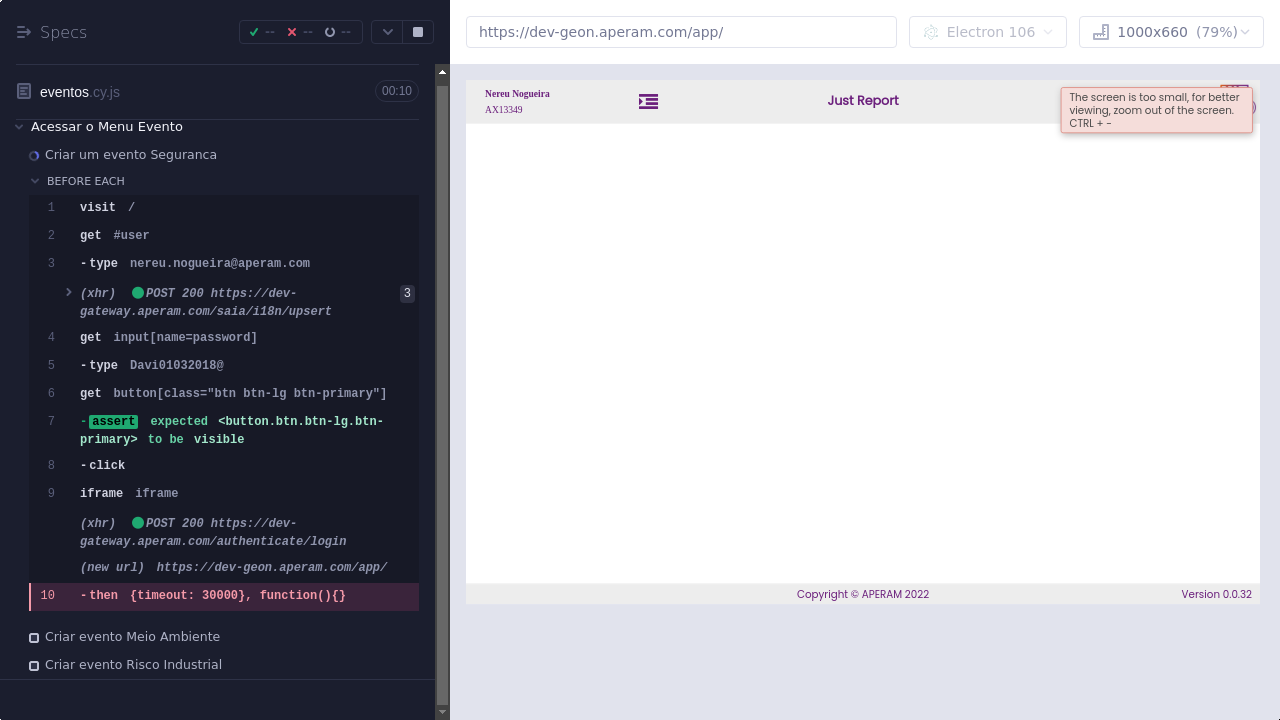 Specs
--
--
--
https://dev-geon.aperam.com/app/
Electron 106
1000x660 (79%)
eventos.cy.js
00:10
Acessar o Menu Evento
Criar um evento Seguranca
BEFORE EACH
1 visit /
2 get #user
3 -type nereu.nogueira@aperam.com
(xhr) POST 200 https://dev-
gateway.aperam.com/saia/i18n/upsert
3
4 get input[name=password]
5 -type Davi01032018@
6 get button[class="btn btn-lg btn-primary"]
7 -assert expected <button.btn.btn-lg.btn-
primary> to be visible
8 -click
9 iframe iframe
(xhr) POST 200 https://dev-
gateway.aperam.com/authenticate/login
(new url) https://dev-geon.aperam.com/app/
10 -then {timeout: 30000}, function(){}
Criar evento Meio Ambiente
Criar evento Risco Industrial
Nereu Nogueira
AX13349
Just Report
The screen is too small, for better
viewing, zoom out of the screen.
CTRL + -
Copyright © APERAM 2022
Version 0.0.32